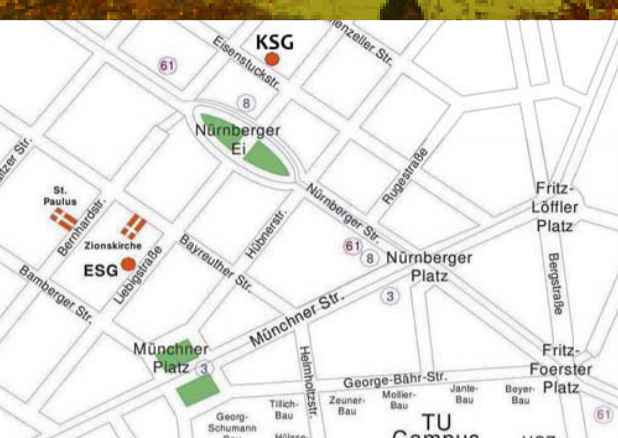 KSG
Eisenstuckstr.
61
8
Nürnberger
Ei
Rugestraße
Fritz-
Löffler
Platz
St.
Paulus
Bernhardstr.
Zionskirche
ESG
Liebigstraße
Bayreuther Str.
Hübnerstr.
Nürnberger Str.
61
8
Nürnberger
Platz
3
Bergstraße
Bamberger Str.
Münchner Str.
Münchner
Platz
3
Helmholtzstr.
George-Bähr-Str.
Fritz-
Foerster
Platz
61
Georg-
Schumann
Tillich-
Bau
Zeuner-
Bau
Mollier-
Bau
Jante-
Bau
Beyer-
Bau
TU
Campus